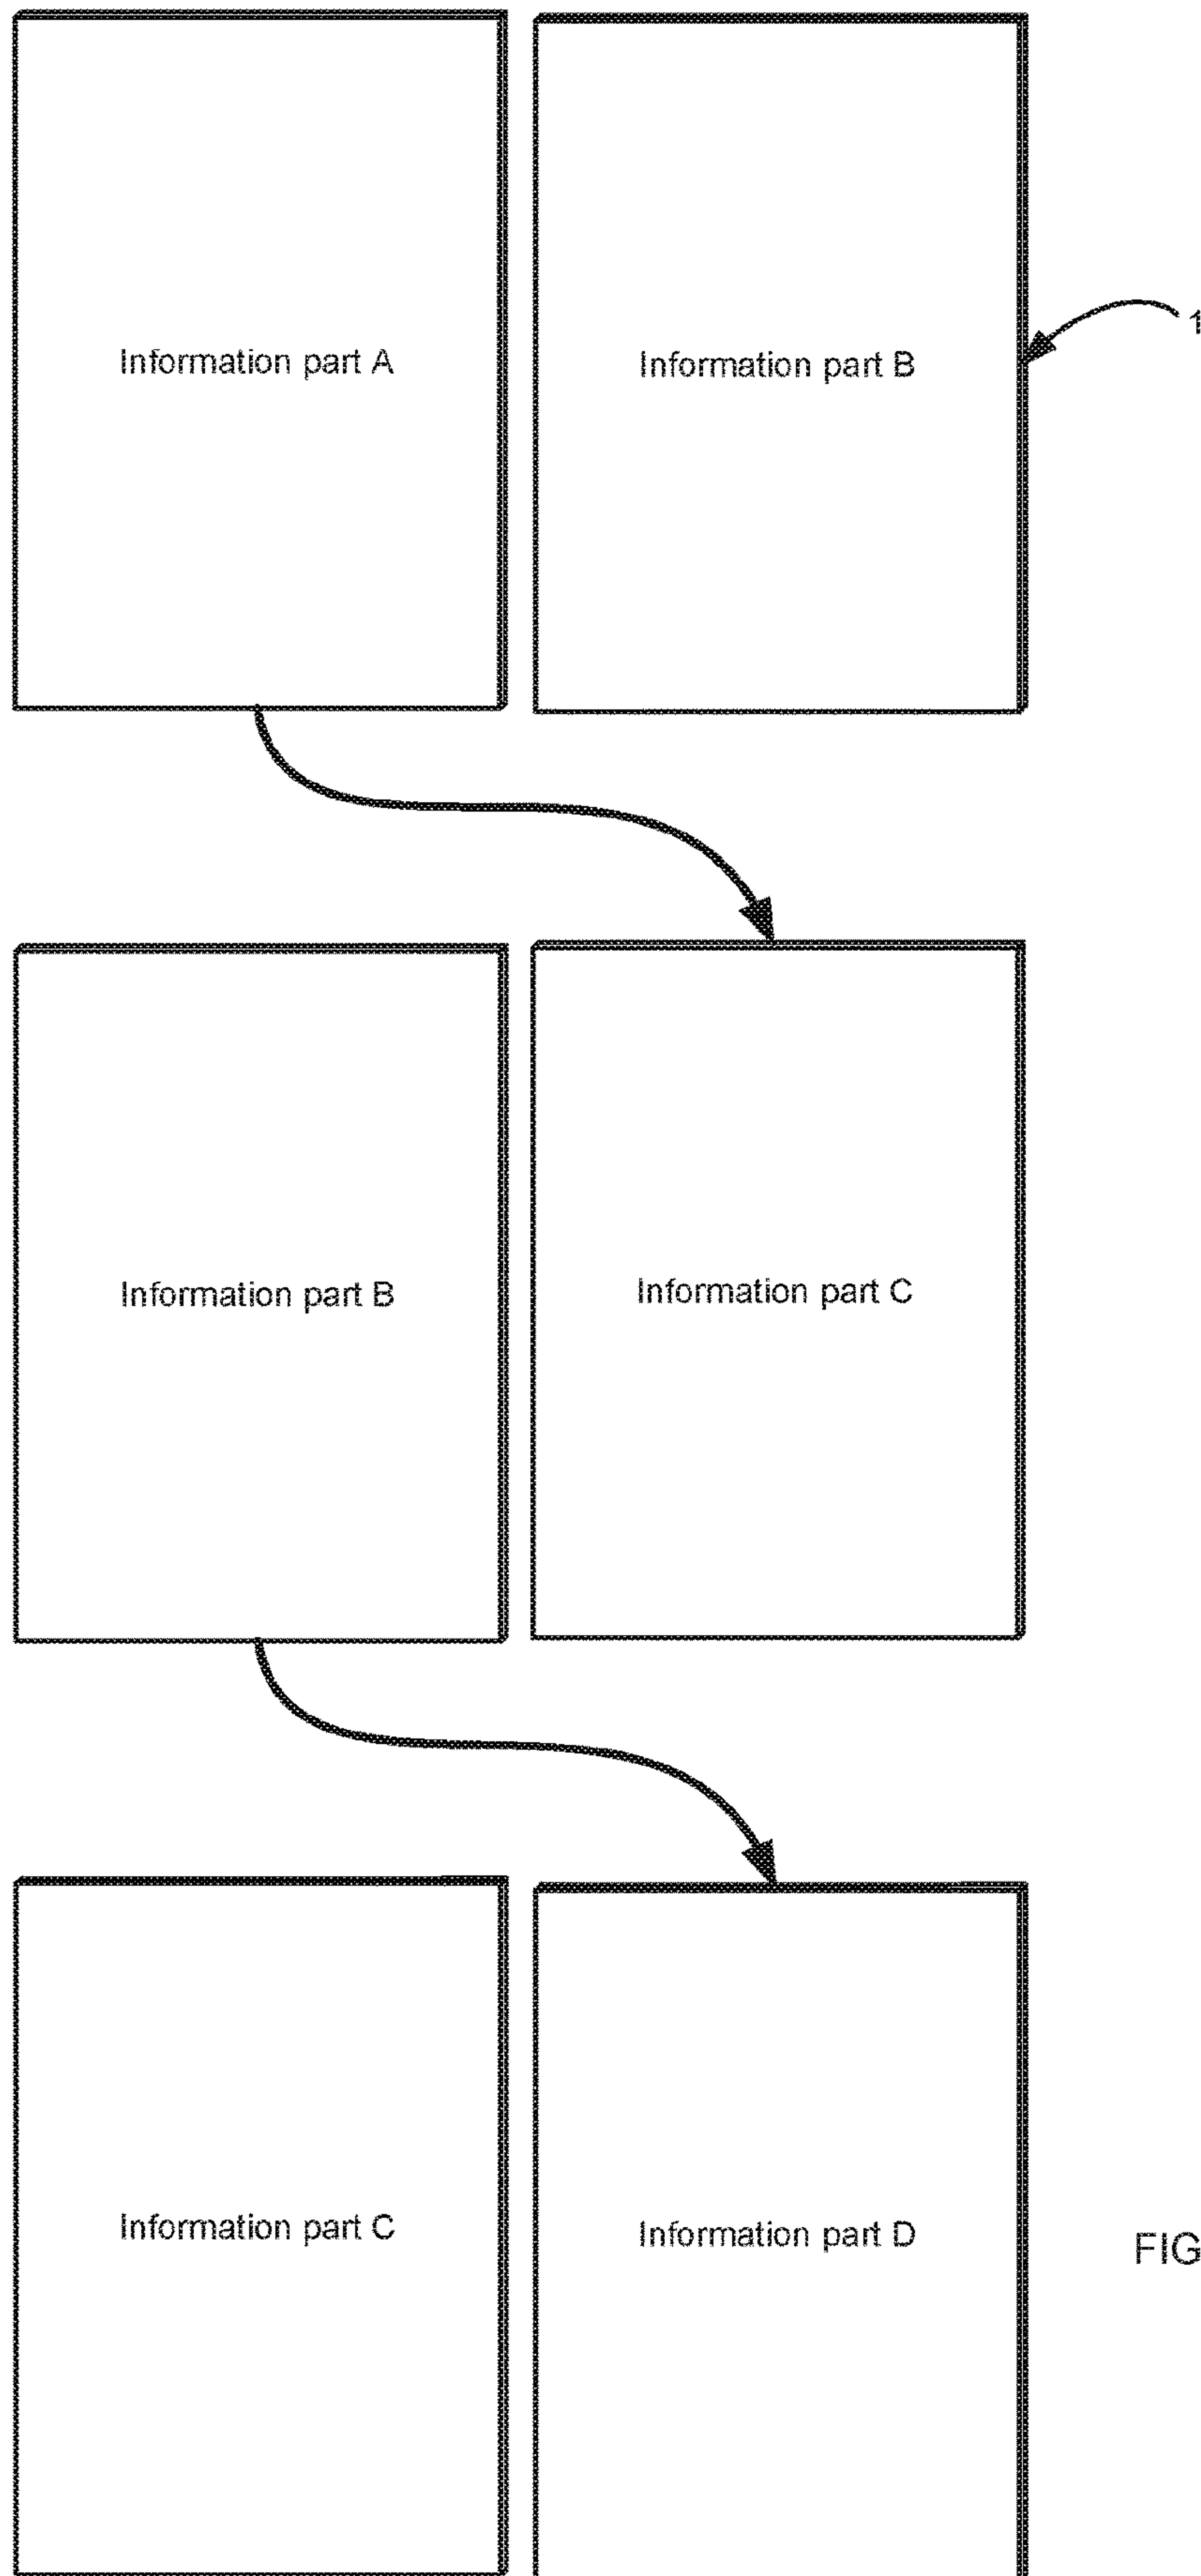 Information part A
Information part B
1
Information part B
Information part C
Information part C
Information part D
FIG